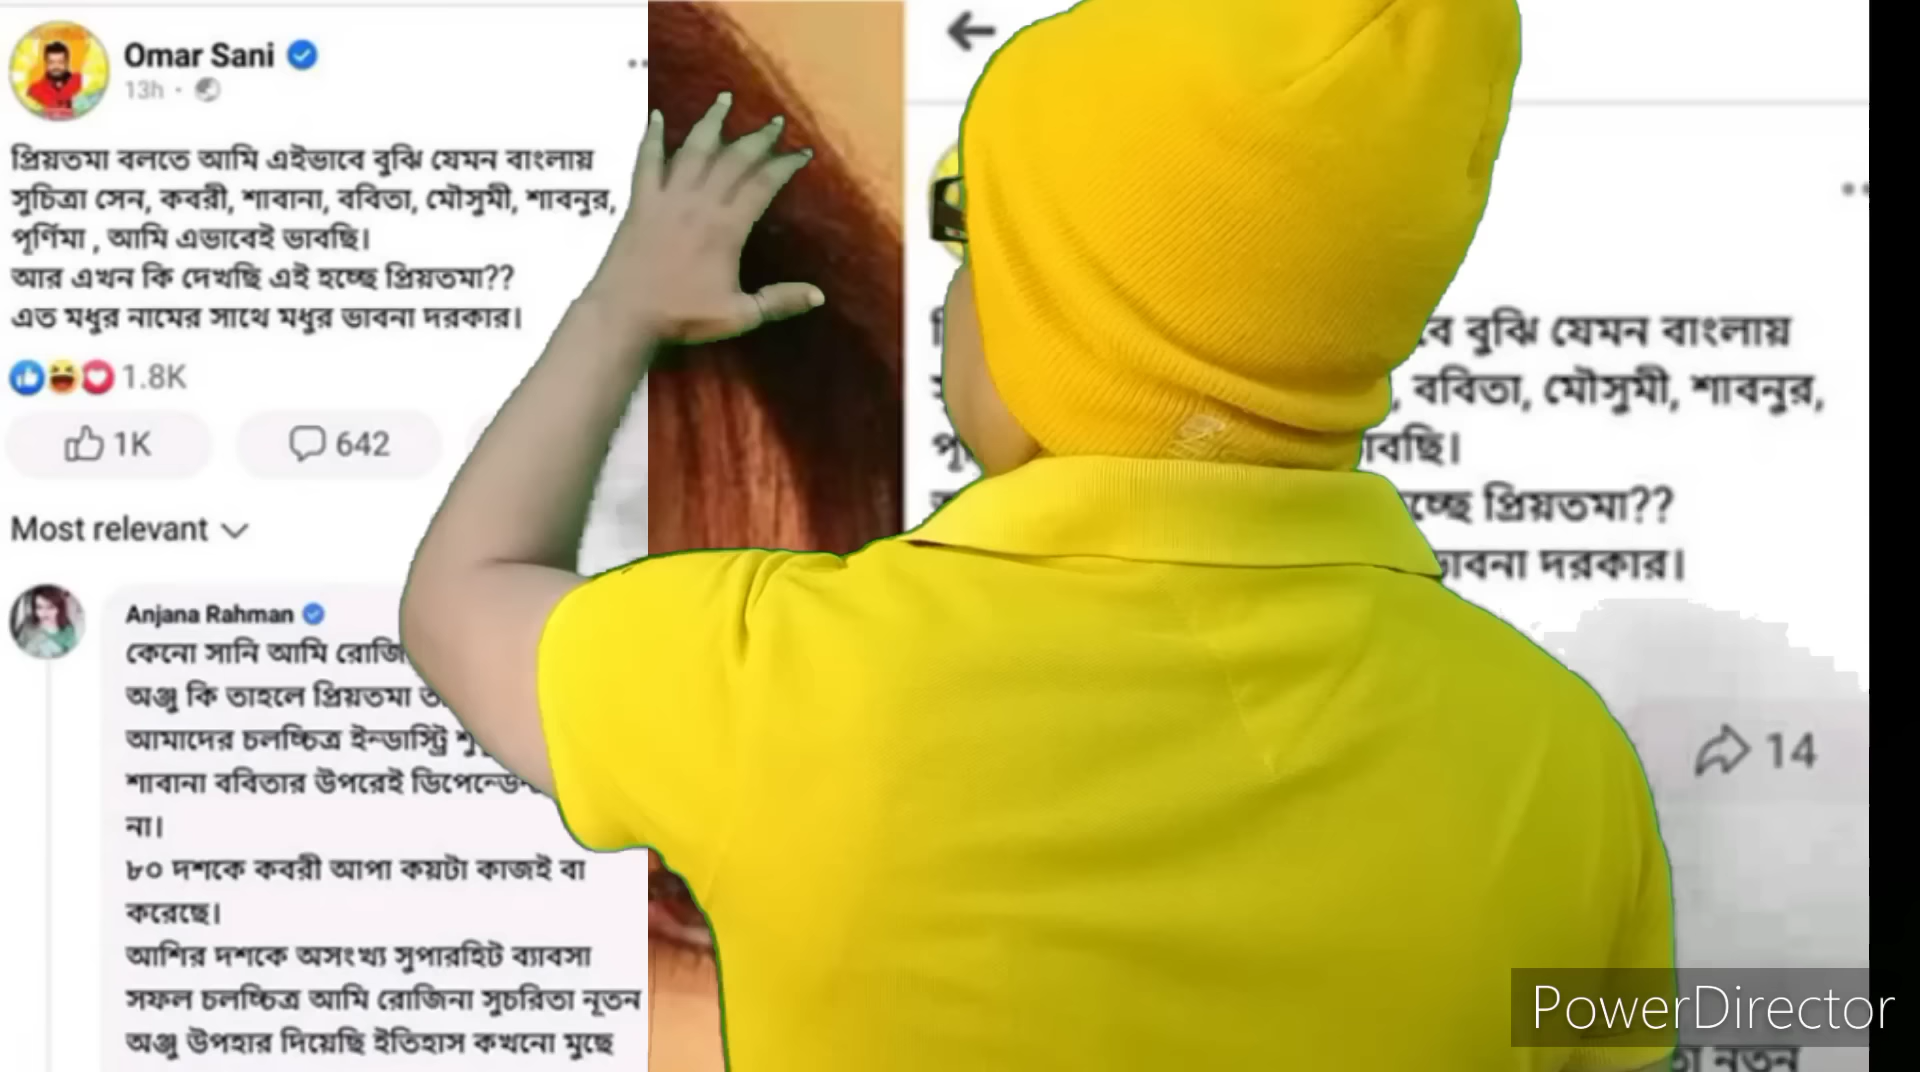 Omar Sani
13h
প্রিয়তমা বলতে আমি এইভাবে বুঝি যেমন বাংলায়
সুচিত্রা সেন, কবরী, শাবানা, ববিতা, মৌসুমী, শাবনুর,
পূর্ণিমা , আমি এভাবেই ভাবছি।
আর এখন কি দেখছি এই হচ্ছে প্রিয়তমা??
এত মধুর নামের সাথে মধুর ভাবনা দরকার।
1.8K
1K
642
Most relevant
Anjana Rahman
কেনো সানি আমি
অঞ্জু কি তাহলে প্রিয়তমা
আমাদের চলচ্চিত্র ইন্ডাস্ট্রি
শাবানা ববিতার উপরেই
না।
৮০ দশকে কবরী আপা কয়টা কাজই বা
করেছে।
আশির দশকে অসংখ্য সুপারহিট ব্যাবসা
সফল চলচ্চিত্র আমি রোজিনা সুচরিতা নূতন
অঞ্জু উপহার দিয়েছি ইতিহাস কখনো মুছে
বুঝি যেমন বাংলায়
ববিতা, মৌসুমী, শাবনুর,
প্রিয়তমা??
দরকার।
14
PowerDirector